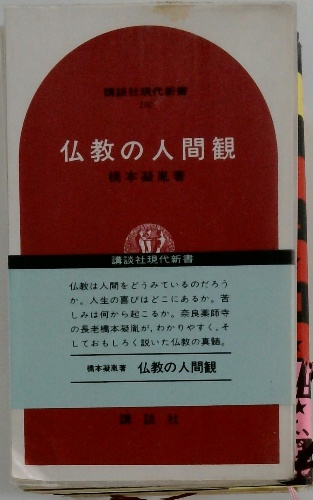 講談社現代新書
仏教の人間観
橋本凝胤著
講談社現代新書
仏教は人間をどうみているのだろう
か。人生の喜びはどこにあるか。苦
しみは何から起こるか。奈良薬師寺
の長老橋本凝胤が、わかりやすく、そ
しておもしろく説いた仏教の真髄。
橋本凝胤著 仏教の人間観
講談社